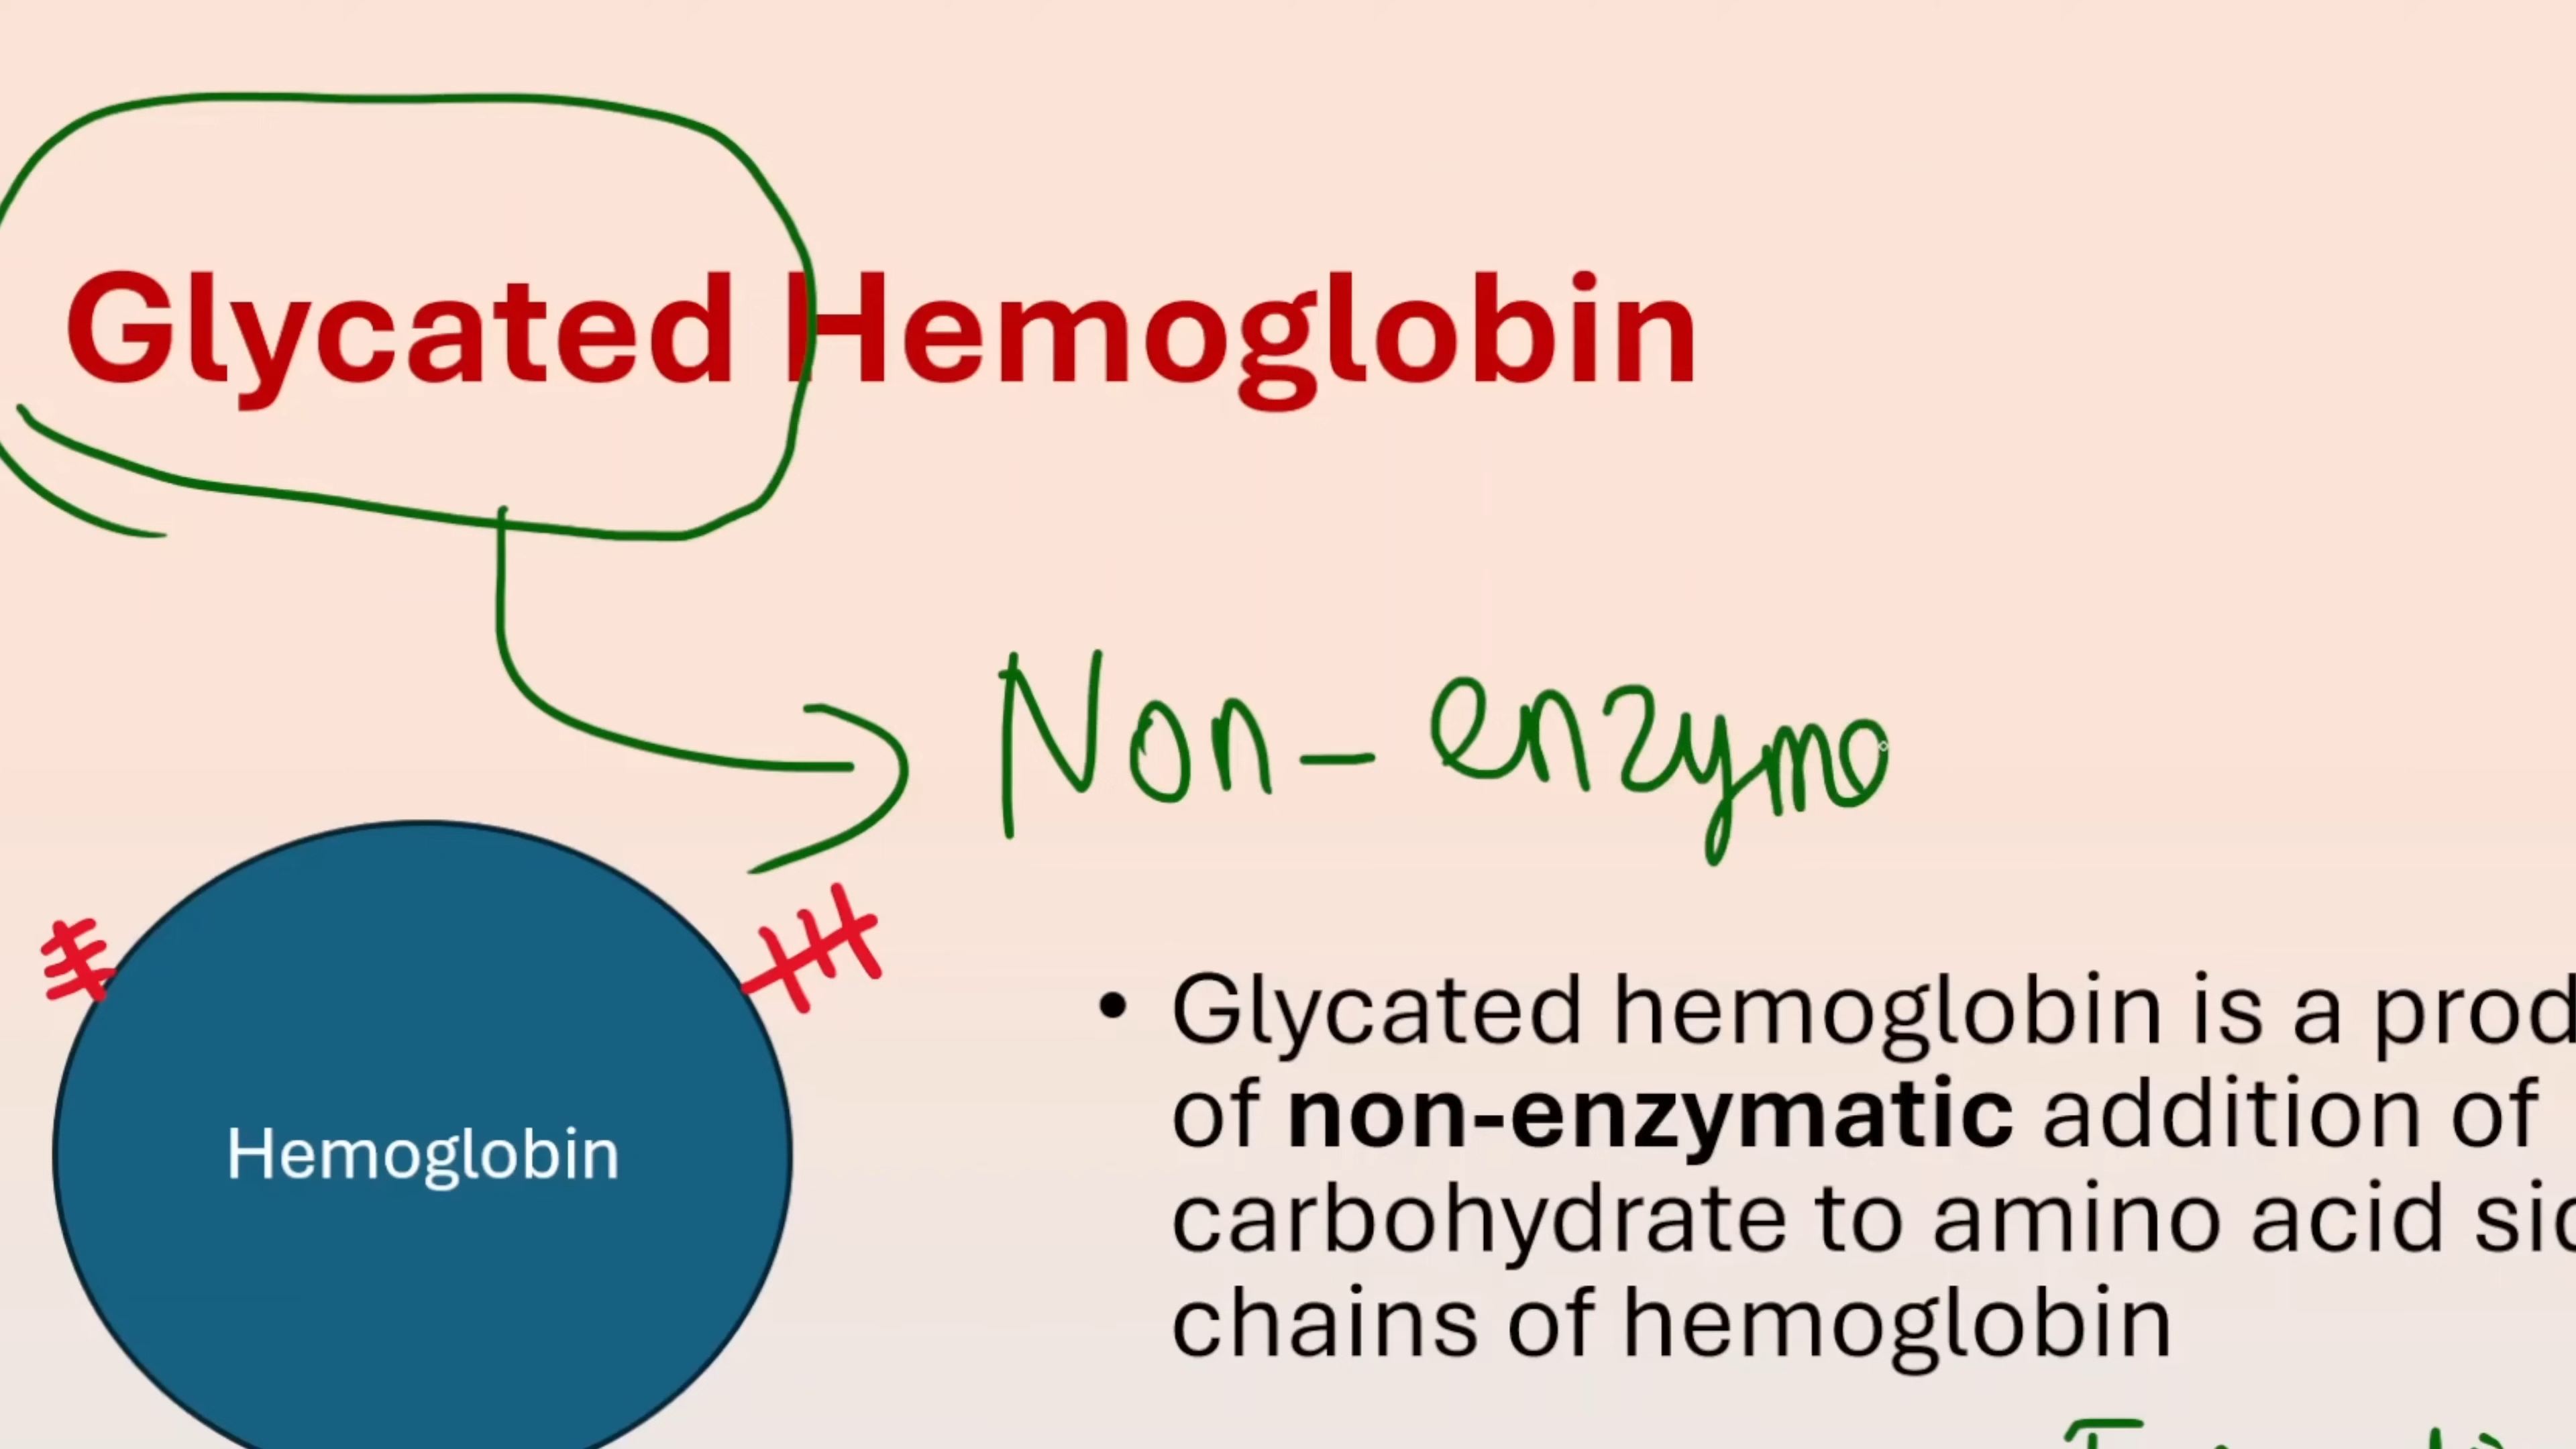 Glycated Hemoglobin
Non-enzyma
Hemoglobin
• Glycated hemoglobin is a prod
of non-enzymatic addition of
carbohydrate to amino acid sid
chains of hemoglobin